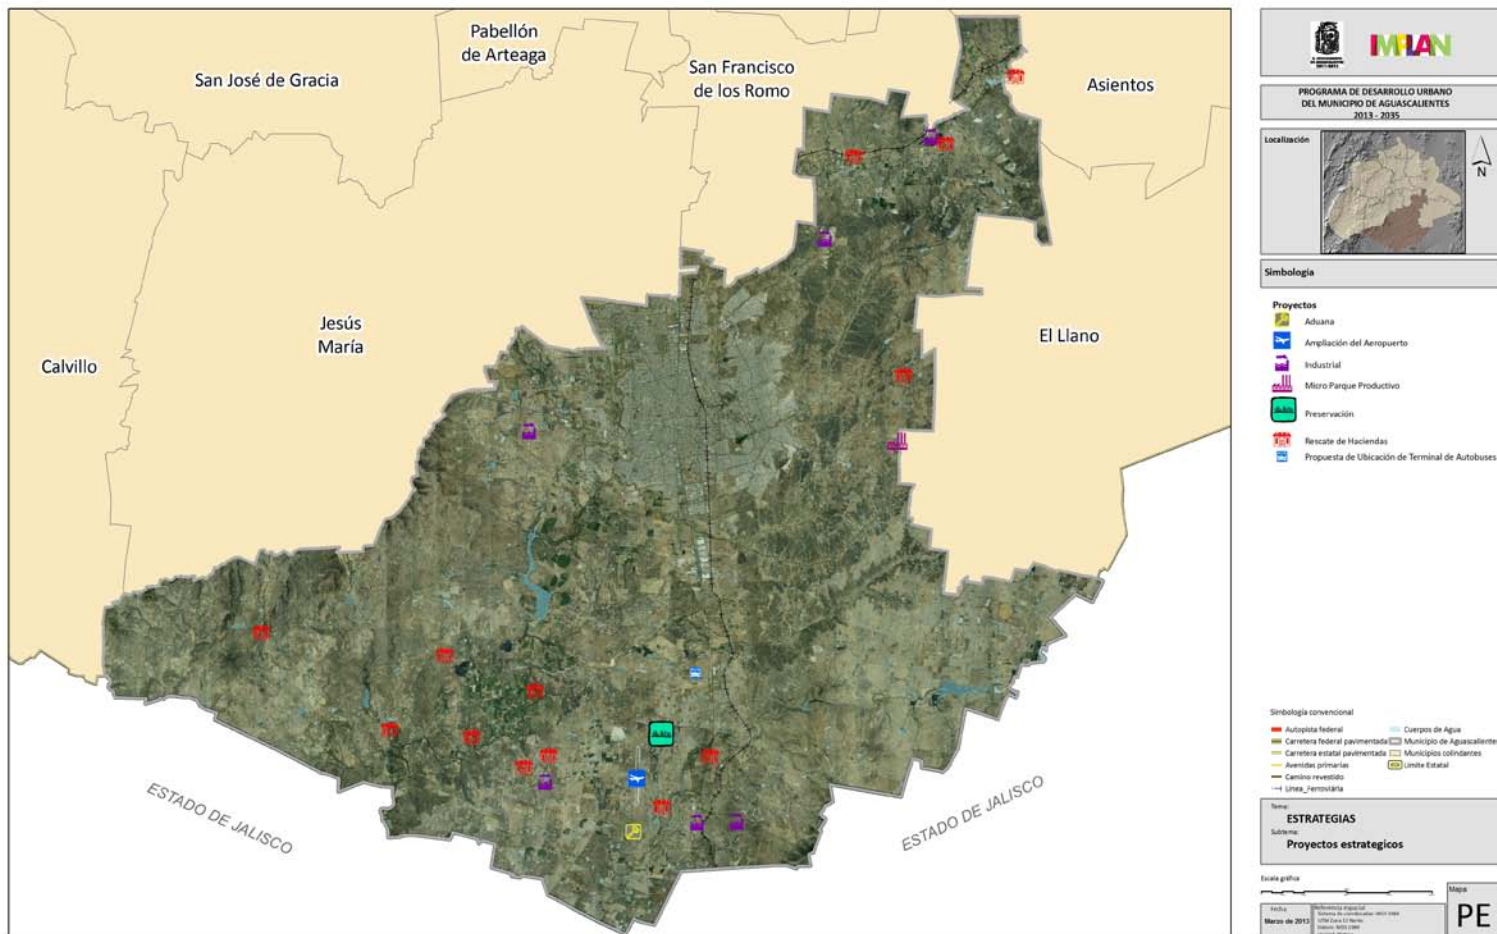 Pabellón
de Arteaga
San José de Gracia
San Francisco
de los Romo
Asientos
Jesús
María
Calvillo
El Llano
ESTADO DE JALISCO
ESTADO DE JALISCO
IMPLAN
PROGRAMA DE DESARROLLO URBANO
DEL MUNICIPIO DE AGUASCALIENTES
2013 - 2035
Localización
N
Simbología
Proyectos
Aduana
Ampliación del Aeropuerto
Industrial
Micro Parque Productivo
Preservación
Rescate de Haciendas
Propuesta de Ubicación de Terminal de Autobuses
Simbología convencional
Autopista federal
Carretera federal pavimentada
Carretera estatal pavimentada
Avenidas primarias
Camino revestido
Linea_Ferroviária
Cuerpos de Agua
Municipio de Aguascalientes
Municipios colindantes
Limite Estatal
Tema:
ESTRATEGIAS
Subtema:
Proyectos estrategicos
Escala gráfica
Fecha
Marzo de 2013
Mapa
PE